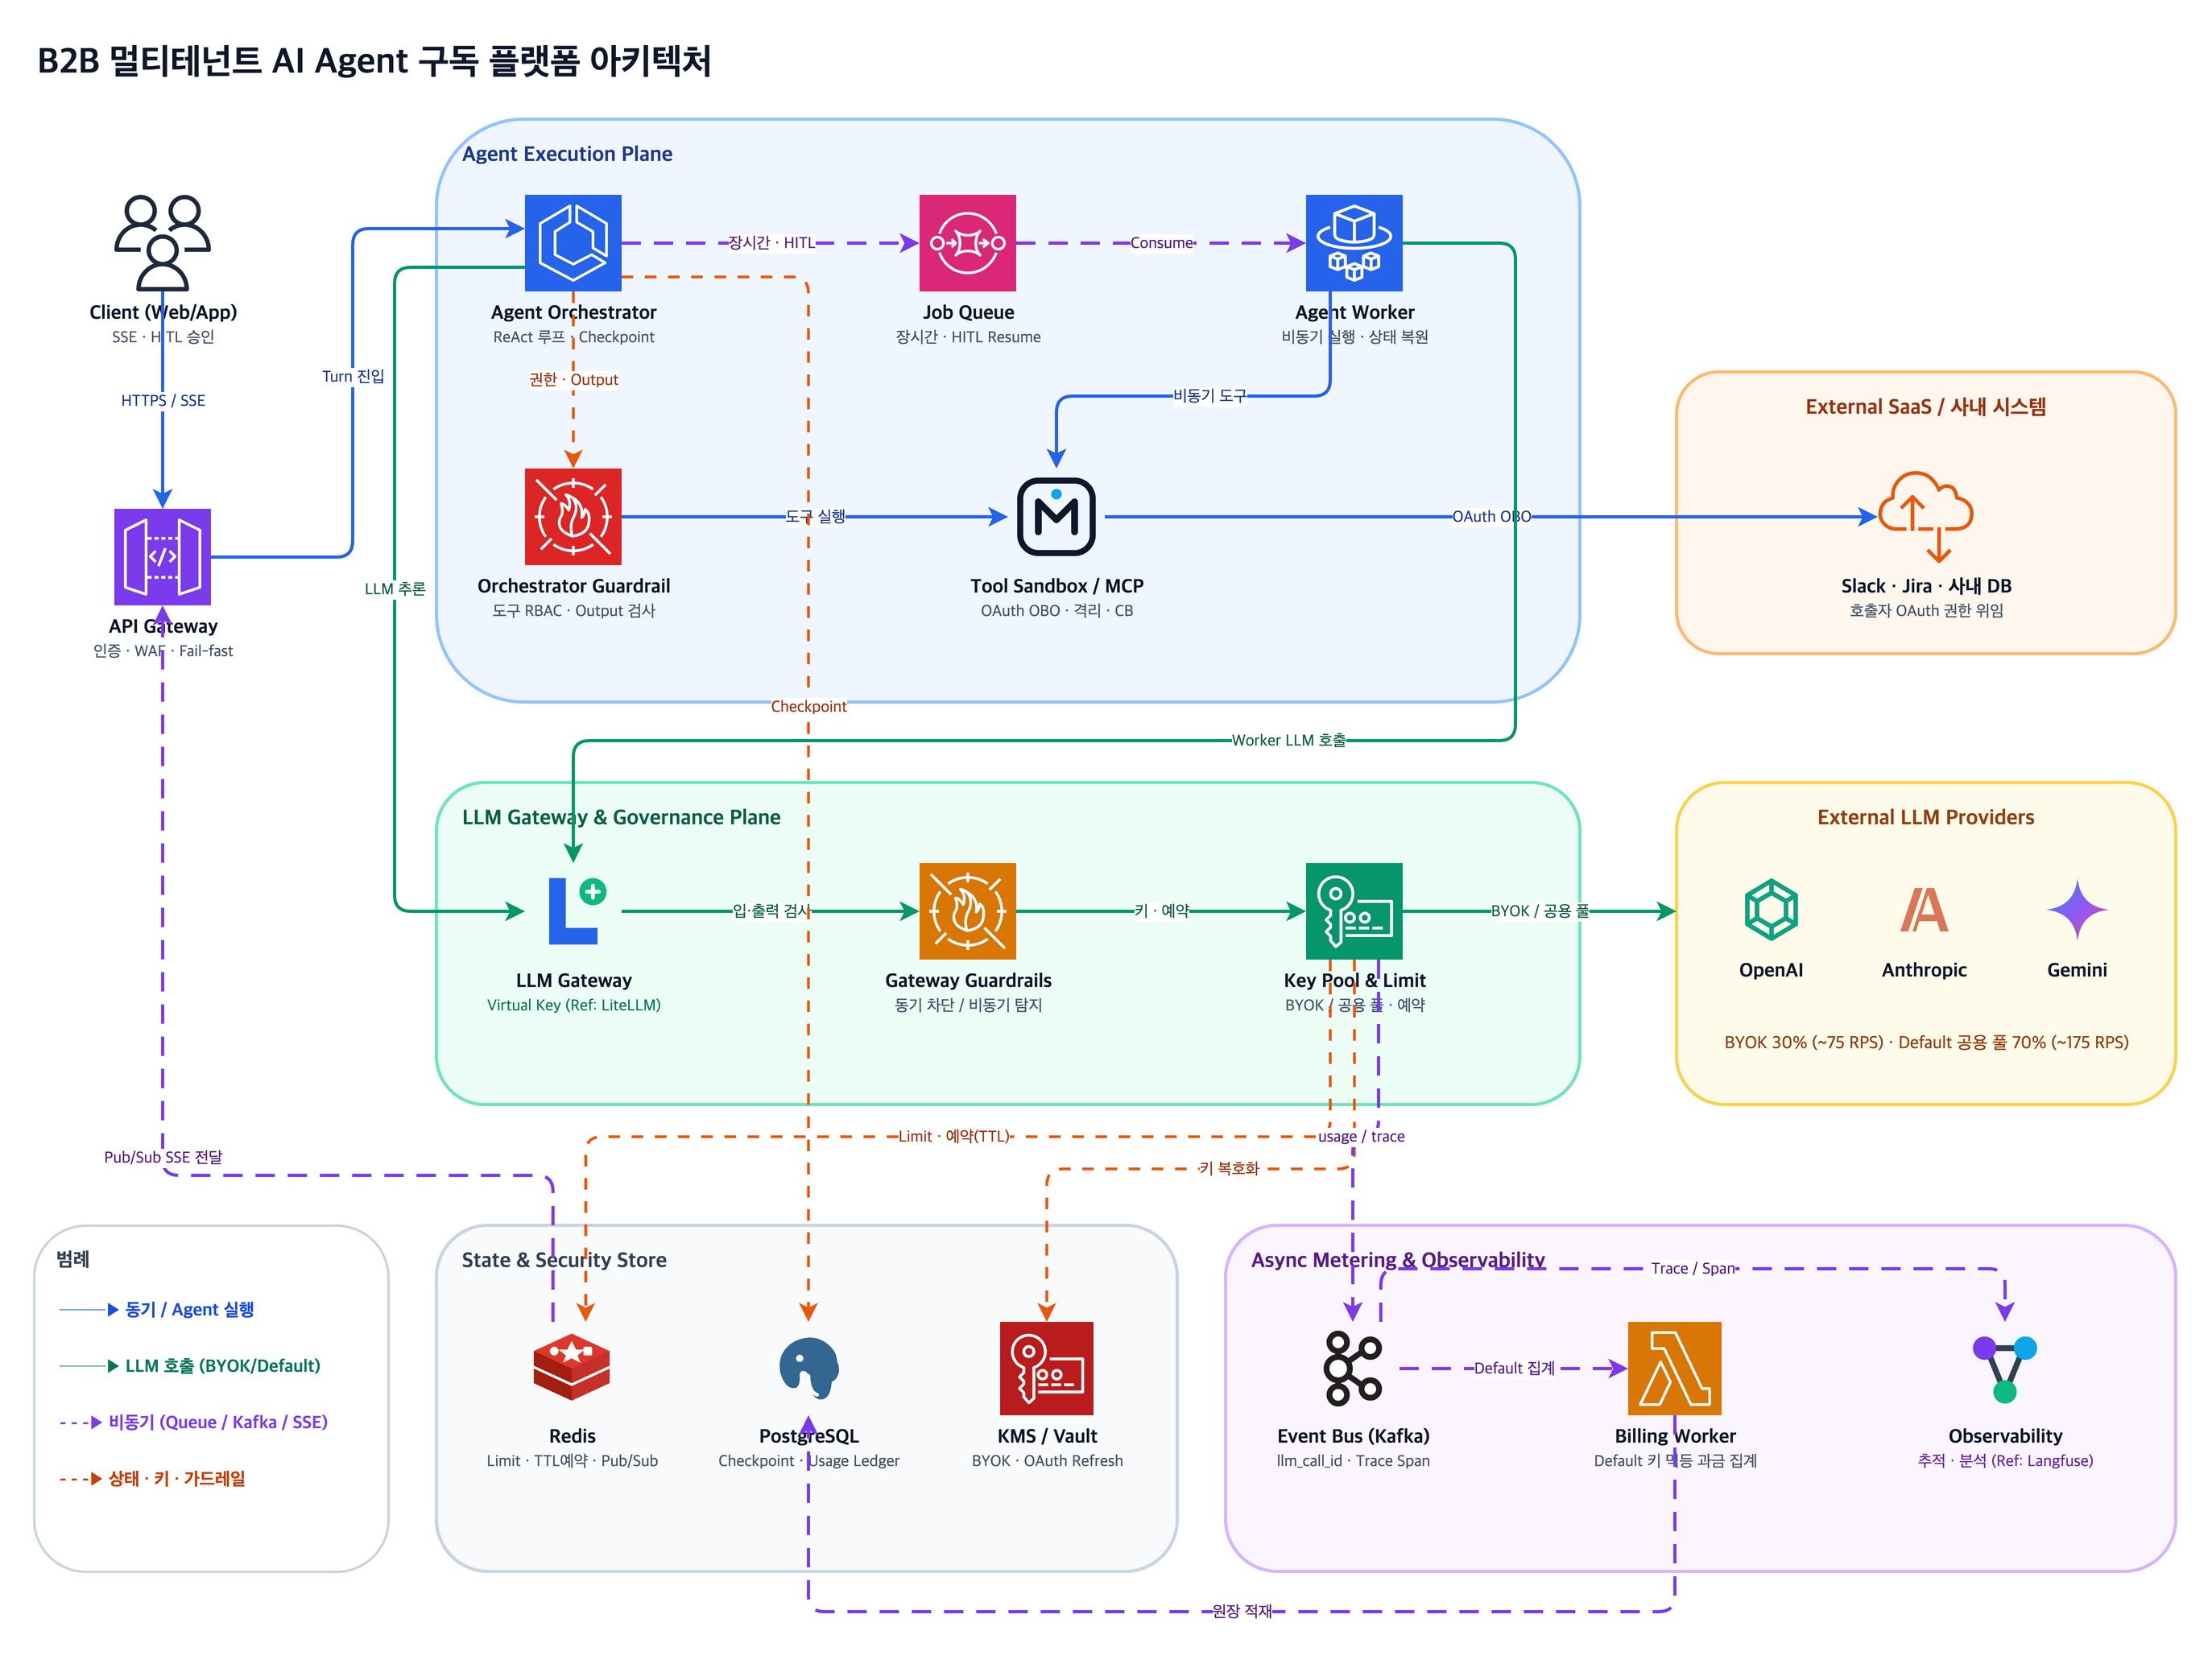 B2B 멀티테넌트 AI Agent 구독 플랫폼 아키텍처
Agent Execution Plane
Client (Web/App)
SSE · HITL 승인
HTTPS / SSE
Turn 진입
Agent Orchestrator
ReAct 루프 · Checkpoint
장시간 · HITL
Job Queue
장시간 · HITL Resume
Consume
Agent Worker
비동기 실행 · 상태 복원
권한 · Output
비동기 도구
External SaaS / 사내 시스템
API Gateway
인증 · WAF · Fail-fast
LLM 추론
Orchestrator Guardrail
도구 RBAC · Output 검사
도구 실행
Tool Sandbox / MCP
OAuth OBO · 격리 · CB
OAuth OBO
Slack · Jira · 사내 DB
호출자 OAuth 권한 위임
Checkpoint
Worker LLM 호출
LLM Gateway & Governance Plane
External LLM Providers
LLM Gateway
Virtual Key (Ref: LiteLLM)
입·출력 검사
Gateway Guardrails
동기 차단 / 비동기 탐지
키 · 예약
Key Pool & Limit
BYOK / 공용 풀 · 예약
BYOK / 공용 풀
OpenAI
Anthropic
Gemini
BYOK 30% (~75 RPS) · Default 공용 풀 70% (~175 RPS)
Pub/Sub SSE 전달
Limit · 예약(TTL)
usage / trace
키 복호화
범례
동기 / Agent 실행
LLM 호출 (BYOK/Default)
비동기 (Queue / Kafka / SSE)
상태 · 키 · 가드레일
State & Security Store
Redis
Limit · TTL예약 · Pub/Sub
PostgreSQL
Checkpoint · Usage Ledger
KMS / Vault
BYOK · OAuth Refresh
Async Metering & Observability
Trace / Span
Event Bus (Kafka)
llm_call_id · Trace Span
Default 집계
Billing Worker
Default 키 멱등 과금 집계
Observability
추적 · 분석 (Ref: Langfuse)
원장 적재